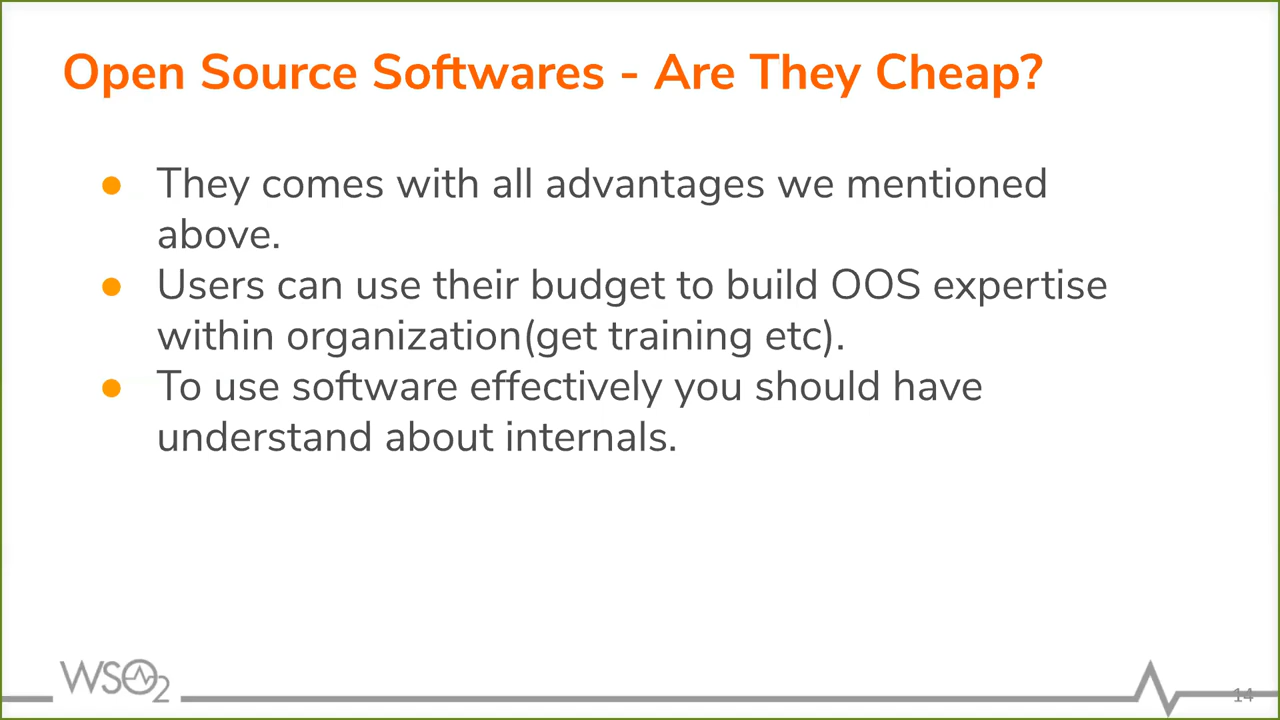 Open Source Softwares - Are They Cheap?
● They comes with all advantages we mentioned
above.
● Users can use their budget to build OOS expertise
within organization(get training etc).
● To use software effectively you should have
understand about internals.
WSO2
14